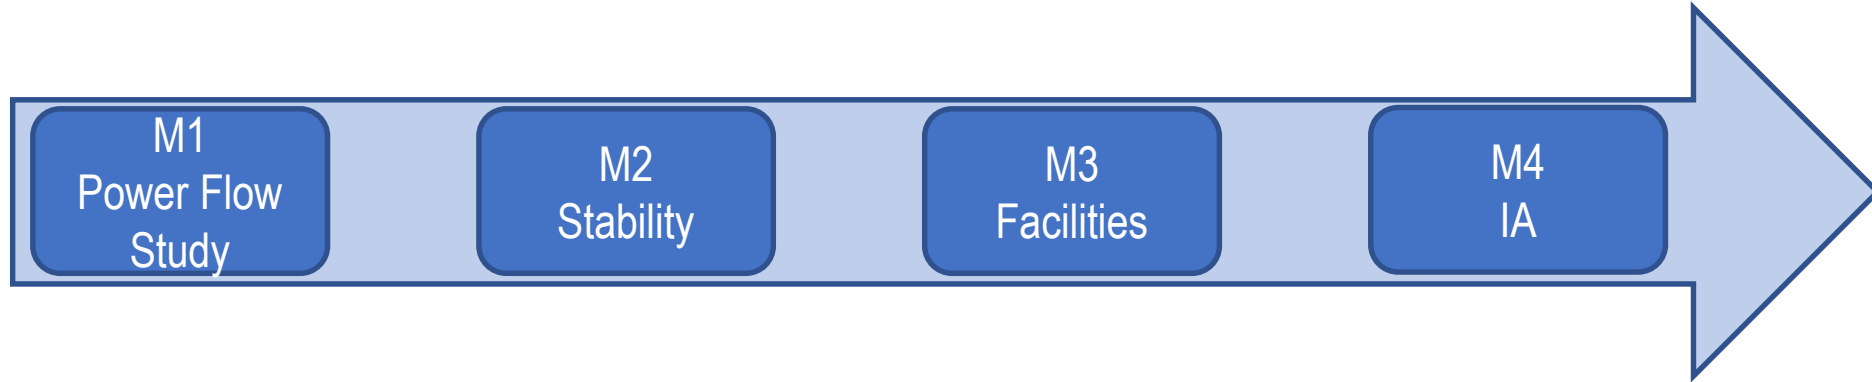 M1
Power Flow
Study
M2
Stability
M3
Facilities
M4
IA